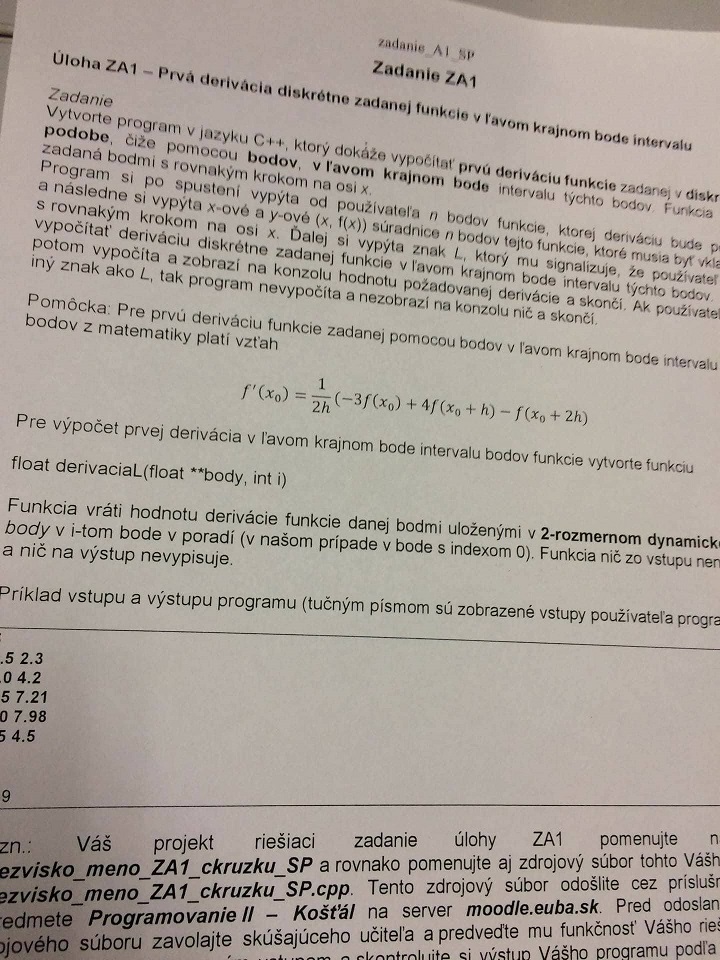 zadanie_A1_SP
Zadanie ZA1
Úloha ZA1 – Prvá derivácia diskrétne zadanej funkcie v ľavom krajnom bode intervalu
Zadanie
Vytvorte program v jazyku C++, ktorý dokáže vypočítať prvú deriváciu funkcie zadanej v diskr
podobe, čiže pomocou bodov, v ľavom krajnom bode intervalu týchto bodov. Funkcia
zadaná bodmi s rovnakým krokom na osi x.
Program si po spustení vypýta od používateľa n bodov funkcie, ktorej deriváciu bude p
a následne si vypýta x-ové a y-ové (x, f(x)) súradnice n bodov tejto funkcie, ktoré musia byť vkla
s rovnakým krokom na osi x. Ďalej si vypýta znak L, ktorý mu signalizuje, že používateľ
vypočítať deriváciu diskrétne zadanej funkcie v ľavom krajnom bode intervalu týchto bodov.
potom vypočíta a zobrazí na konzolu hodnotu požadovanej derivácie a skončí. Ak používate
iný znak ako L, tak program nevypočíta a nezobrazí na konzolu nič a skončí.
Pomôcka: Pre prvú deriváciu funkcie zadanej pomocou bodov v ľavom krajnom bode intervalu
bodov z matematiky platí vzťah
f'(x₀) = 1/2h (−3f(x₀) + 4f(x₀ + h) − f(x₀ + 2h)
Pre výpočet prvej derivácia v ľavom krajnom bode intervalu bodov funkcie vytvorte funkciu
float derivaciaL(float **body, int i)
Funkcia vráti hodnotu derivácie funkcie danej bodmi uloženými v 2-rozmernom dynamick
body v i-tom bode v poradí (v našom prípade v bode s indexom 0). Funkcia nič zo vstupu nen
a nič na výstup nevypisuje.
Príklad vstupu a výstupu programu (tučným písmom sú zobrazené vstupy používateľa progra
.5 2.3
.0 4.2
5 7.21
0 7.98
5 4.5
9
zn.: Váš projekt riešiaci zadanie úlohy ZA1 pomenujte n
ezvisko_meno_ZA1_ckruzku_SP a rovnako pomenujte aj zdrojový súbor tohto Vášh
ezvisko_meno_ZA1_ckruzku_SP.cpp. Tento zdrojový súbor odošlite cez príslušn
redmete Programovanie II – Košťál na server moodle.euba.sk. Pred odoslan
ojového súboru zavolajte skúšajúceho učiteľa a predveďte mu funkčnosť Vášho rieš
vstupom a skontrolujte si výstup Vášho programu podľa